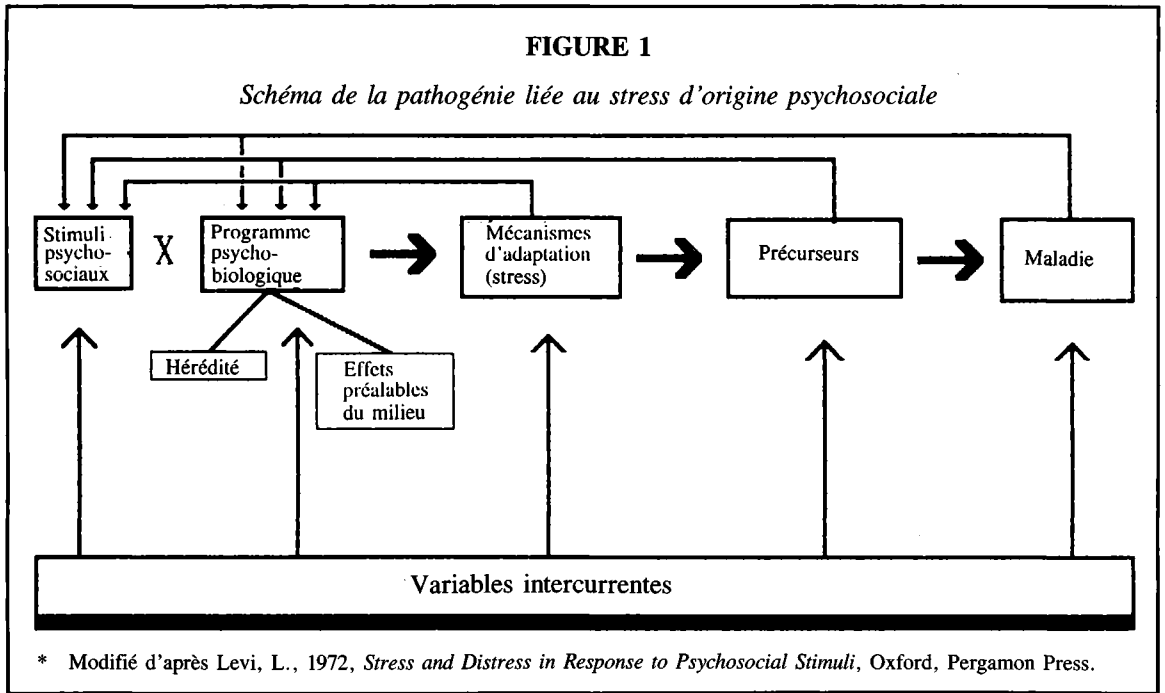 FIGURE 1
Schéma de la pathogénie liée au stress d'origine psychosociale
Stimuli
psycho-
sociaux
X
Programme
psycho-
biologique
Mécanismes
d'adaptation
(stress)
Précurseurs
Maladie
Hérédité
Effets
préalables
du milieu
Variables intercurrentes
* Modifié d'après Levi, L., 1972, Stress and Distress in Response to Psychosocial Stimuli, Oxford, Pergamon Press.